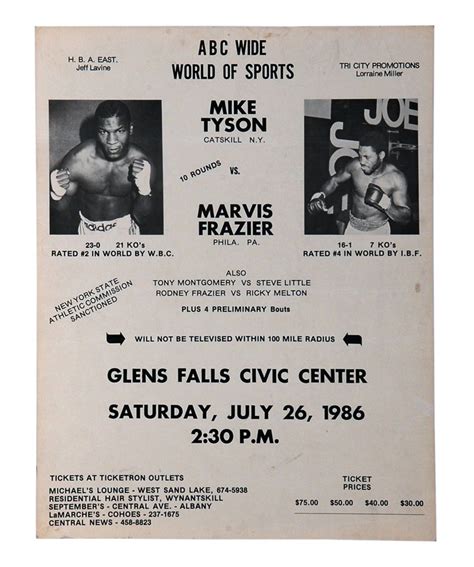 H. B. A. EAST.
Jeff Lavine
ABC WIDE
WORLD OF SPORTS
TRI CITY PROMOTIONS
Lorraine Miller
MIKE
TYSON
CATSKILL N.Y.
10 ROUNDS
VS.
MARVIS
FRAZIER
PHILA. PA.
adidas
JOE
JOE
23-0 21 KO's
RATED #2 IN WORLD BY W.B.C.
16-1 7 KO's
RATED #4 IN WORLD BY I.B.F.
NEW YORK STATE
ATHLETIC COMMISSION
SANCTIONED
ALSO
TONY MONTGOMERY VS STEVE LITTLE
RODNEY FRAZIER VS RICKY MELTON
PLUS 4 PRELIMINARY Bouts
WILL NOT BE TELEVISED WITHIN 100 MILE RADIUS
GLENS FALLS CIVIC CENTER
SATURDAY, JULY 26, 1986
2:30 P.M.
TICKETS AT TICKETRON OUTLETS
MICHAEL'S LOUNGE - WEST SAND LAKE, 674-5938
RESIDENTIAL HAIR STYLIST, WYNANTSKILL
SEPTEMBER'S - CENTRAL AVE. - ALBANY
LaMARCHE'S - COHOES - 237-1675
CENTRAL NEWS - 458-8823
TICKET
PRICES
$75.00 $50.00 $40.00 $30.00